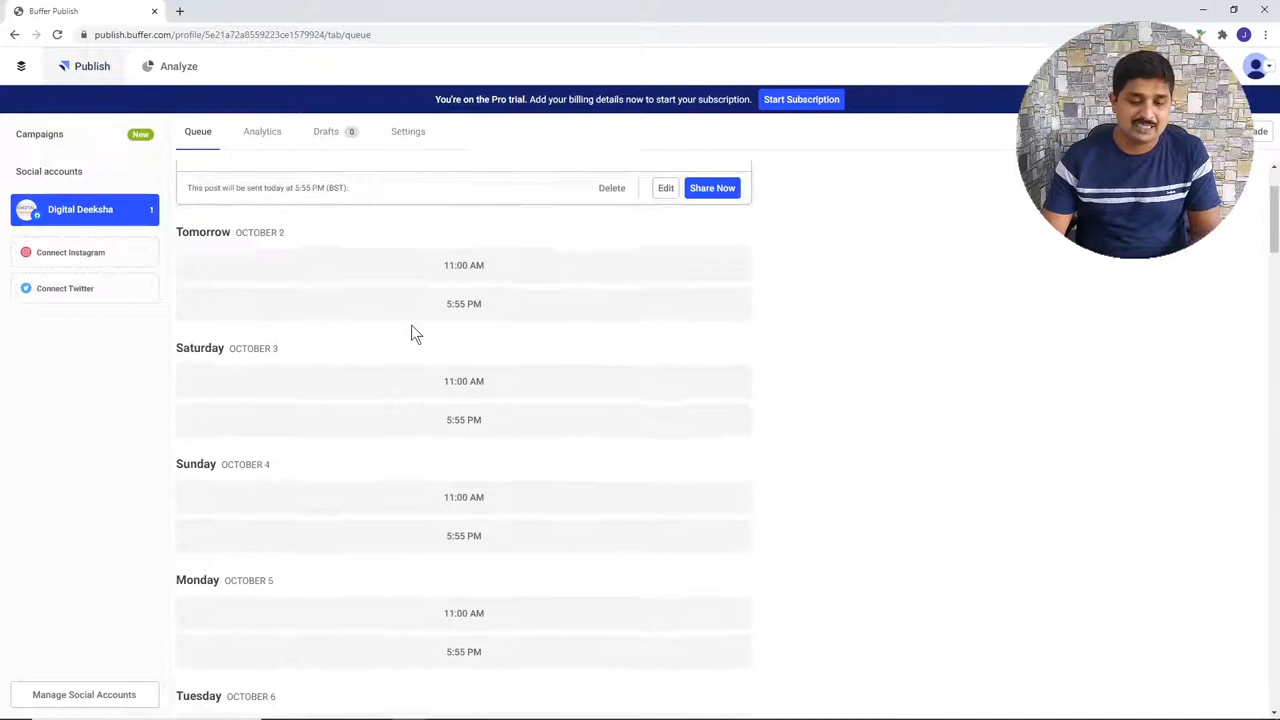 Buffer Publish
publish.buffer.com/profile/5e21a72a8559223ce1579924/tab/queue
J
Publish
Analyze
You're on the Pro trial. Add your billing details now to start your subscription.
Start Subscription
Campaigns
New
Queue
Analytics
Drafts 0
Settings
ade
Social accounts
Digital Deeksha 1
Connect Instagram
Connect Twitter
Manage Social Accounts
This post will be sent today at 5:55 PM (BST).
Delete
Edit
Share Now
Tomorrow OCTOBER 2
11:00 AM
5:55 PM
Saturday OCTOBER 3
11:00 AM
5:55 PM
Sunday OCTOBER 4
11:00 AM
5:55 PM
Monday OCTOBER 5
11:00 AM
5:55 PM
Tuesday OCTOBER 6